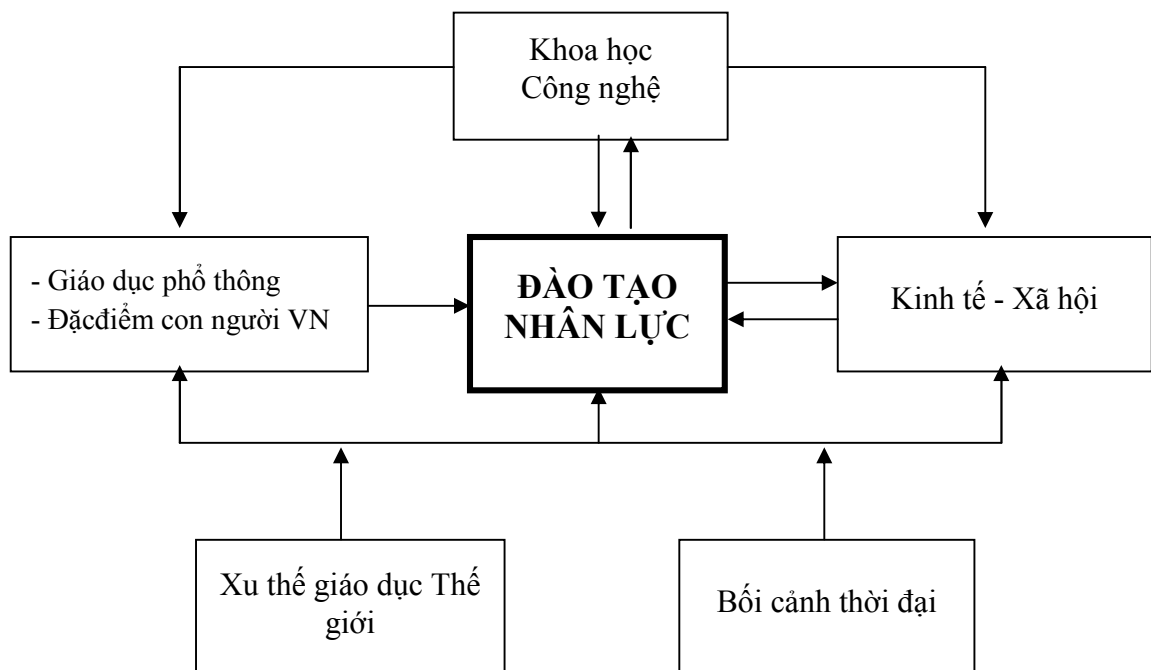 Khoa học
Công nghệ
- Giáo dục phổ thông
- Đặcđiểm con người VN
ĐÀO TẠO
NHÂN LỰC
Kinh tế - Xã hội
Xu thế giáo dục Thế
giới
Bối cảnh thời đại